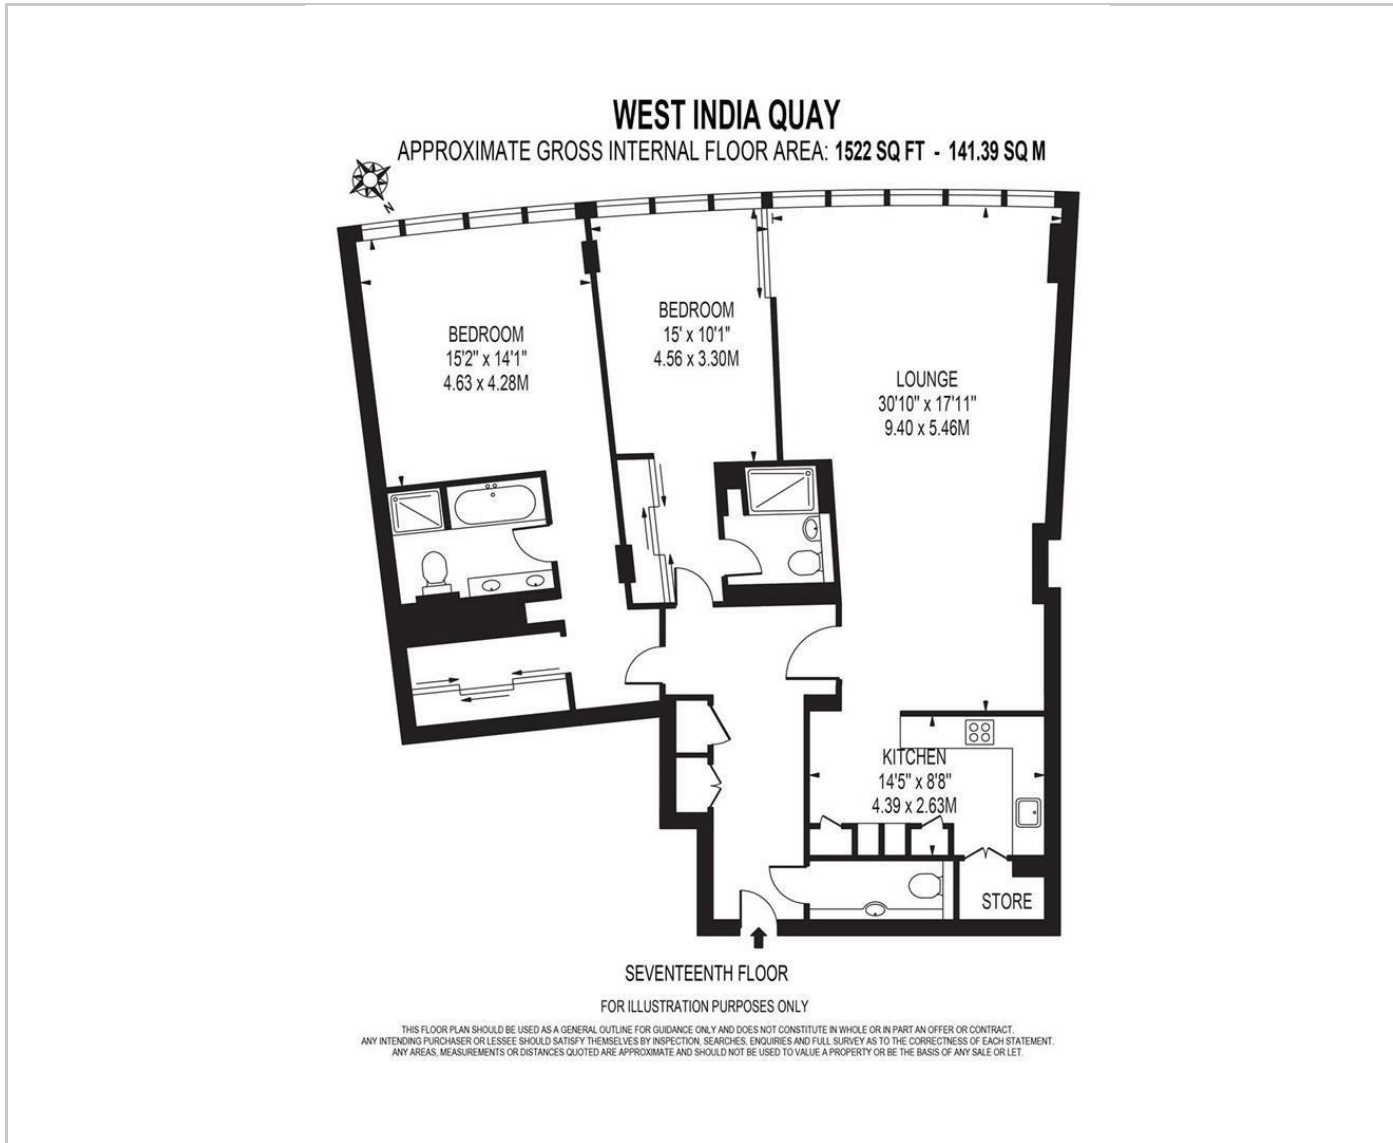 WEST INDIA QUAY
APPROXIMATE GROSS INTERNAL FLOOR AREA: 1522 SQ FT - 141.39 SQ M
N
BEDROOM
15'2" x 14'1"
4.63 x 4.28M
BEDROOM
15' x 10'1"
4.56 x 3.30M
LOUNGE
30'10" x 17'11"
9.40 x 5.46M
KITCHEN
14'5" x 8'8"
4.39 x 2.63M
STORE
SEVENTEENTH FLOOR
FOR ILLUSTRATION PURPOSES ONLY
THIS FLOOR PLAN SHOULD BE USED AS A GENERAL OUTLINE FOR GUIDANCE ONLY AND DOES NOT CONSTITUTE IN WHOLE OR IN PART AN OFFER OR CONTRACT.
ANY INTENDING PURCHASER OR LESSEE SHOULD SATISFY THEMSELVES BY INSPECTION, SEARCHES, ENQUIRIES AND FULL SURVEY AS TO THE CORRECTNESS OF EACH STATEMENT.
ANY AREAS, MEASUREMENTS OR DISTANCES QUOTED ARE APPROXIMATE AND SHOULD NOT BE USED TO VALUE A PROPERTY OR BE THE BASIS OF ANY SALE OR LET.